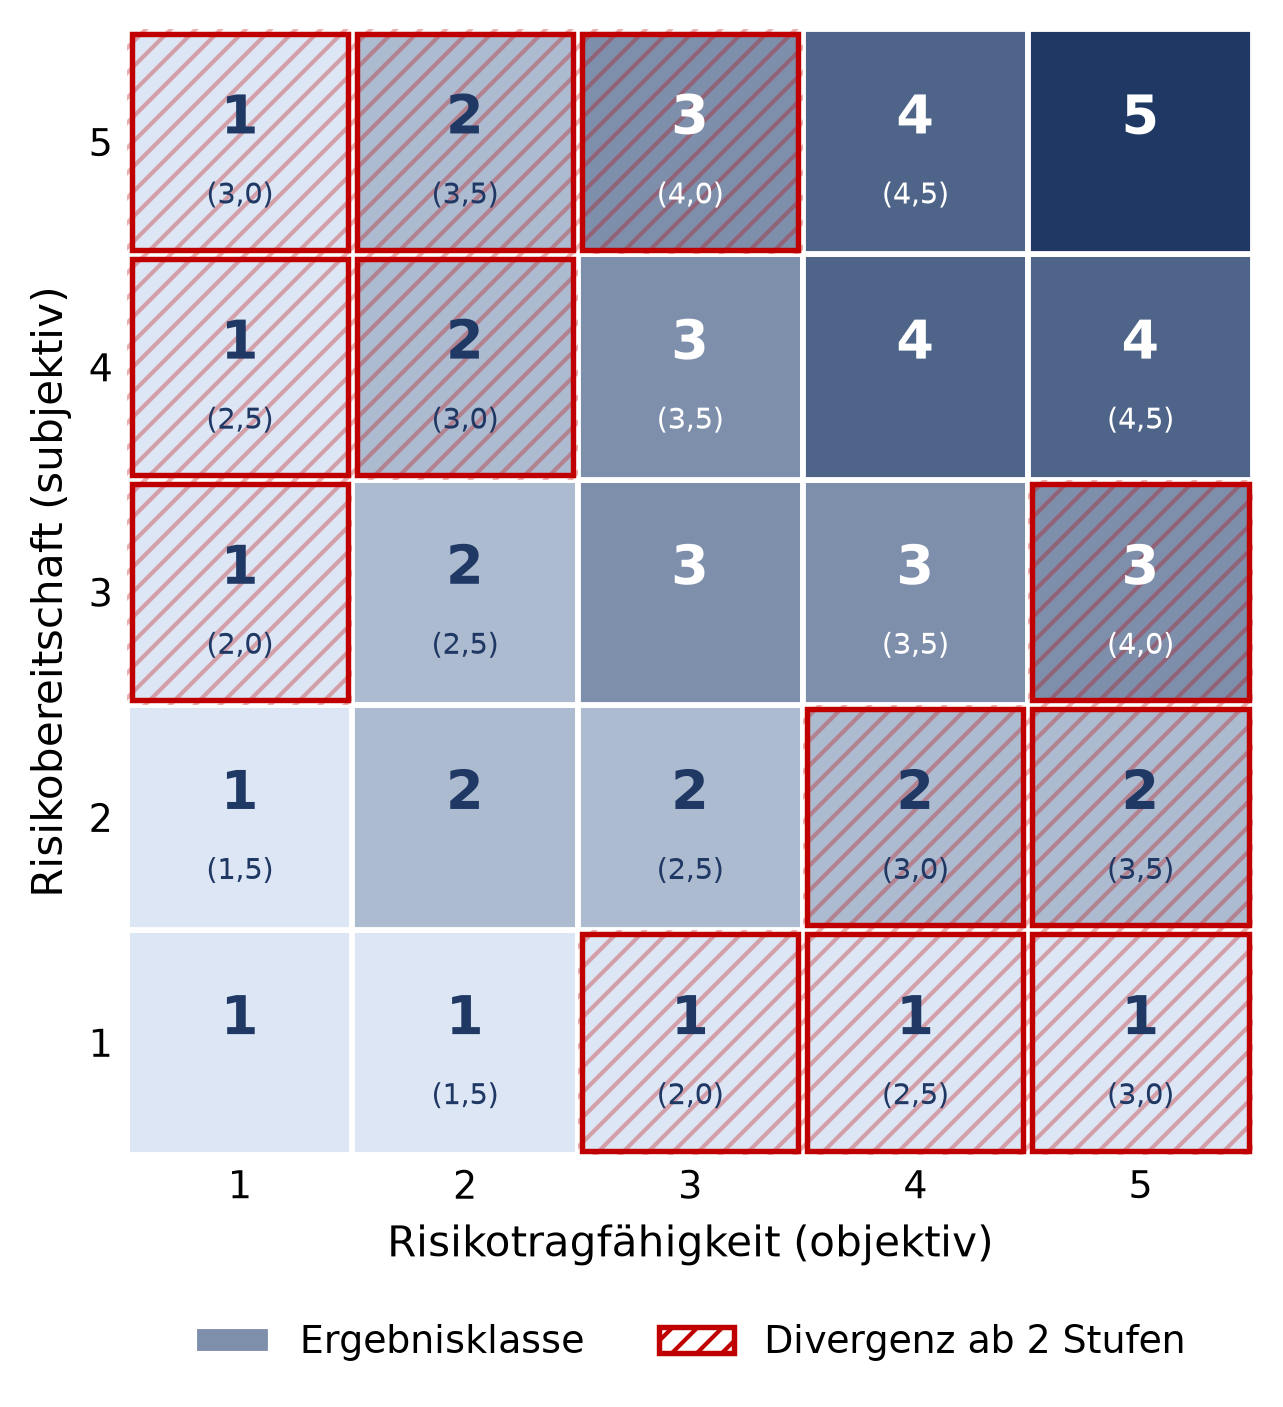 5 1 2 3 4 5
(3,0) (3,5) (4,0) (4,5)
4 1 2 3 4 4
(2,5) (3,0) (3,5) (4,5)
3 1 2 3 3 3
(2,0) (2,5) (3,5) (4,0)
2 1 2 2 2 2
(1,5) (2,5) (3,0) (3,5)
1 1 1 1 1 1
(1,5) (2,0) (2,5) (3,0)
Risikobereitschaft (subjektiv)
1 2 3 4 5
Risikotragfähigkeit (objektiv)
Ergebnisklasse Divergenz ab 2 Stufen